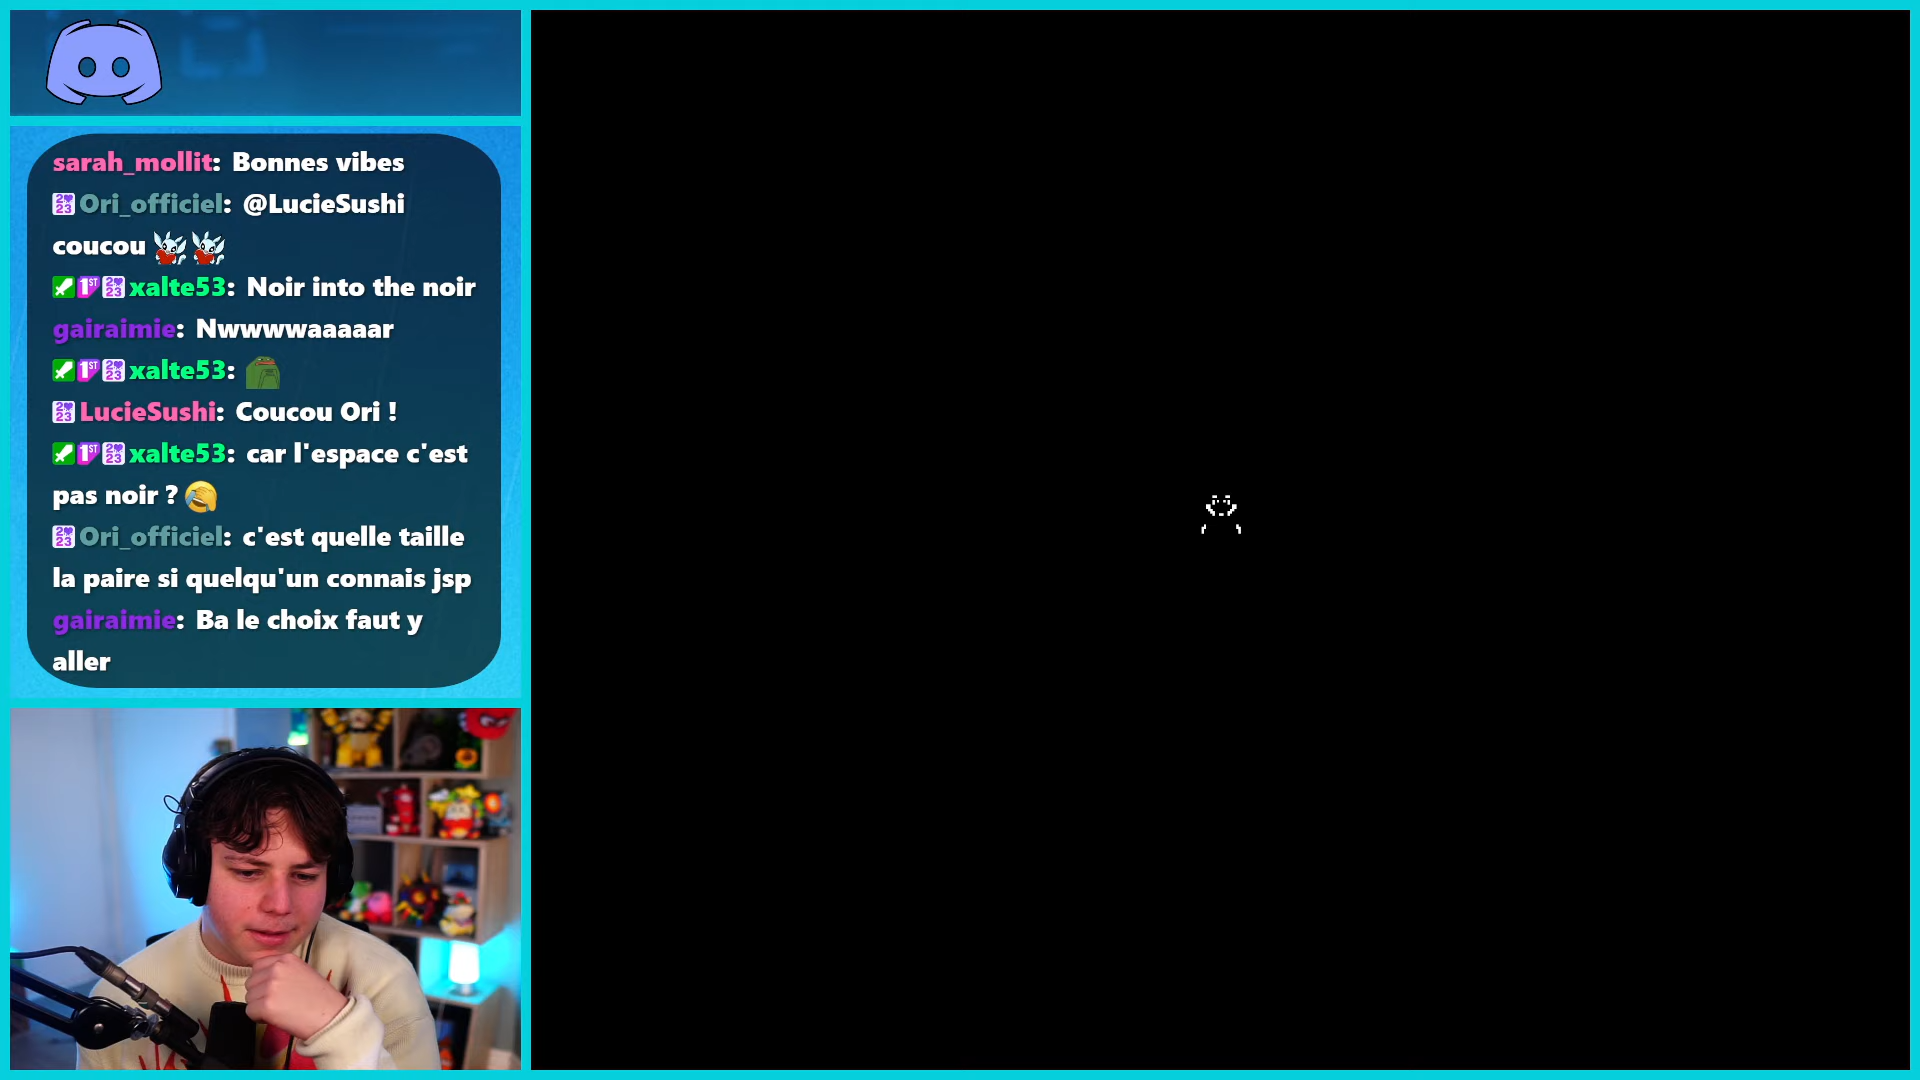 sarah_mollit: Bonnes vibes
Ori_officiel: @LucieSushi
coucou
xalte53: Noir into the noir
gairaimie: Nwwwwaaaaar
xalte53:
LucieSushi: Coucou Ori !
xalte53: car l'espace c'est
pas noir ?
Ori_officiel: c'est quelle taille
la paire si quelqu'un connais jsp
gairaimie: Ba le choix faut y
aller